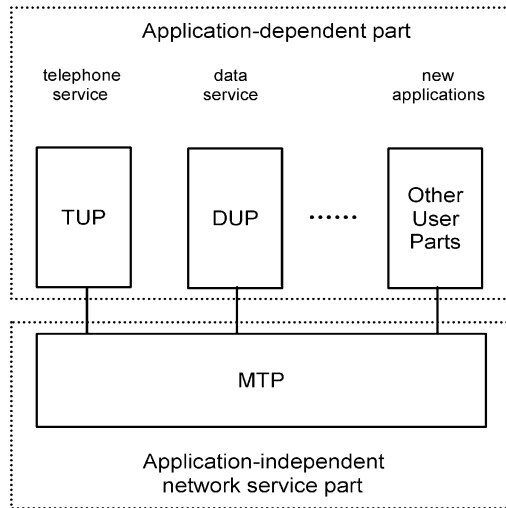 Application-dependent part
telephone service
data service
new applications
TUP
DUP
......
Other
User
Parts
MTP
Application-independent
network service part